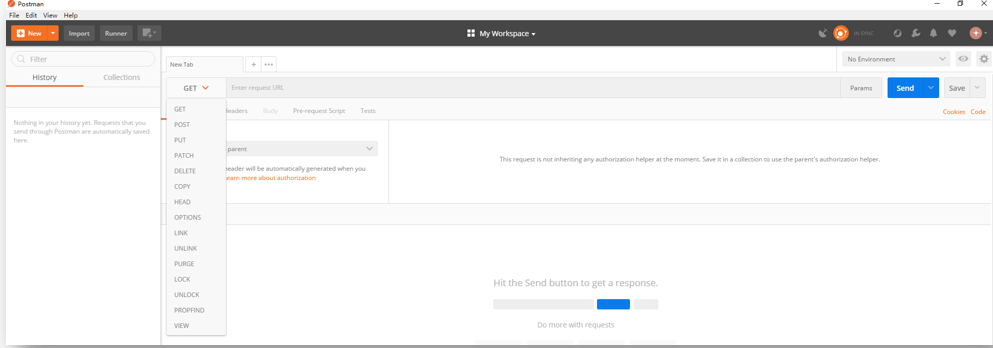 Postman
File Edit View Help
New Import Runner My Workspace IN SYNC
Filter
History Collections
Nothing in your history yet. Requests that you
send through Postman are automatically saved
here.
New Tab + ••• No Environment
GET Enter request URL Params Send Save
Headers Body Pre-request Script Tests Cookies Code
GET
POST
PUT
PATCH
DELETE
COPY
HEAD
OPTIONS
LINK
UNLINK
PURGE
LOCK
UNLOCK
PROPFIND
VIEW
parent
header will be automatically generated when you
Learn more about authorization
This request is not inheriting any authorization helper at the moment. Save it in a collection to use the parent's authorization helper.
Hit the Send button to get a response.
Do more with requests